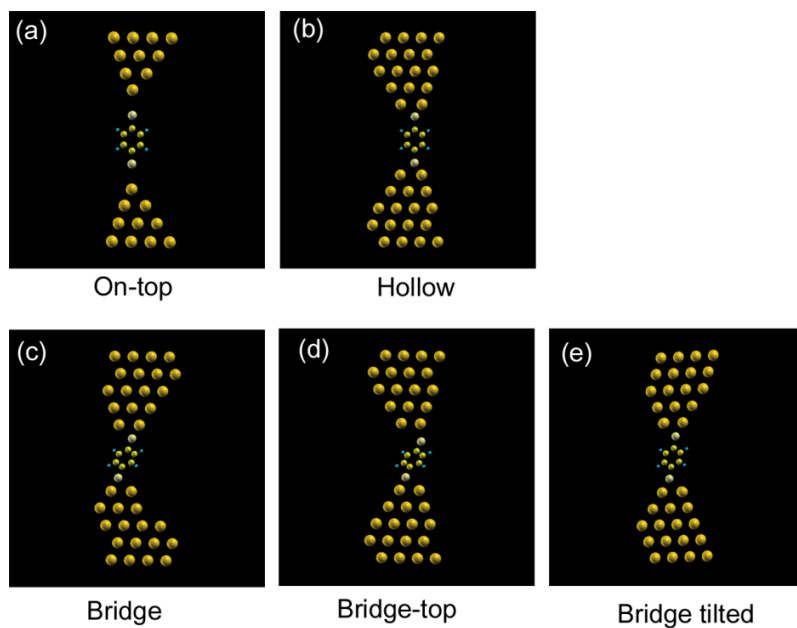 (a)
(b)
On-top
Hollow
(c)
(d)
(e)
Bridge
Bridge-top
Bridge tilted